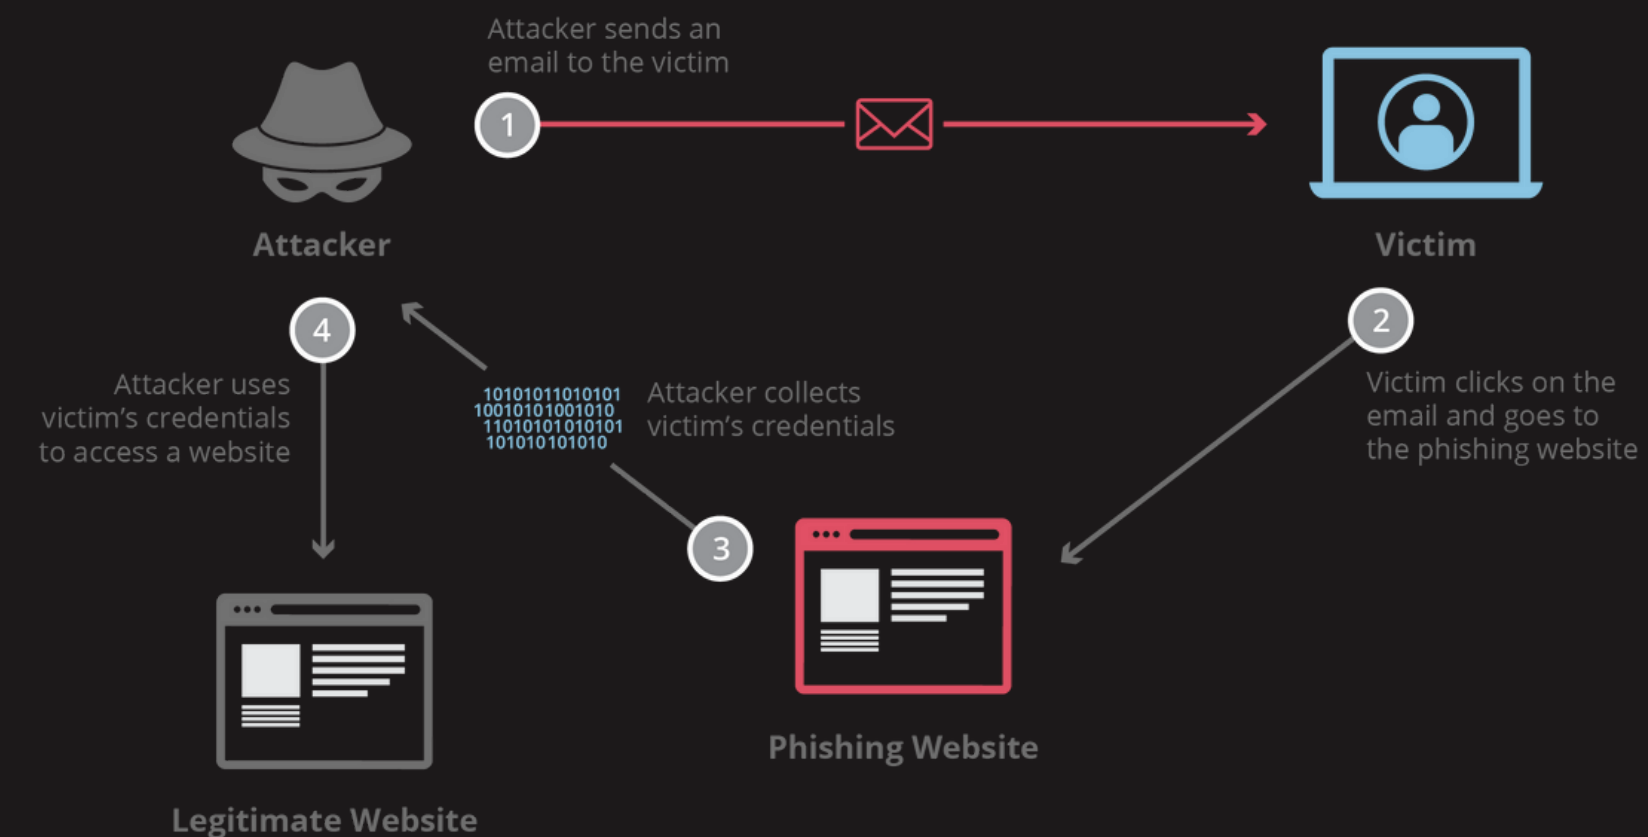 Attacker sends an
email to the victim
1
Attacker
Victim
4
2
Attacker uses
victim's credentials
to access a website
10101011010101
10010101001010
11010101010101
101010101010
Attacker collects
victim's credentials
Victim clicks on the
email and goes to
the phishing website
3
Phishing Website
Legitimate Website